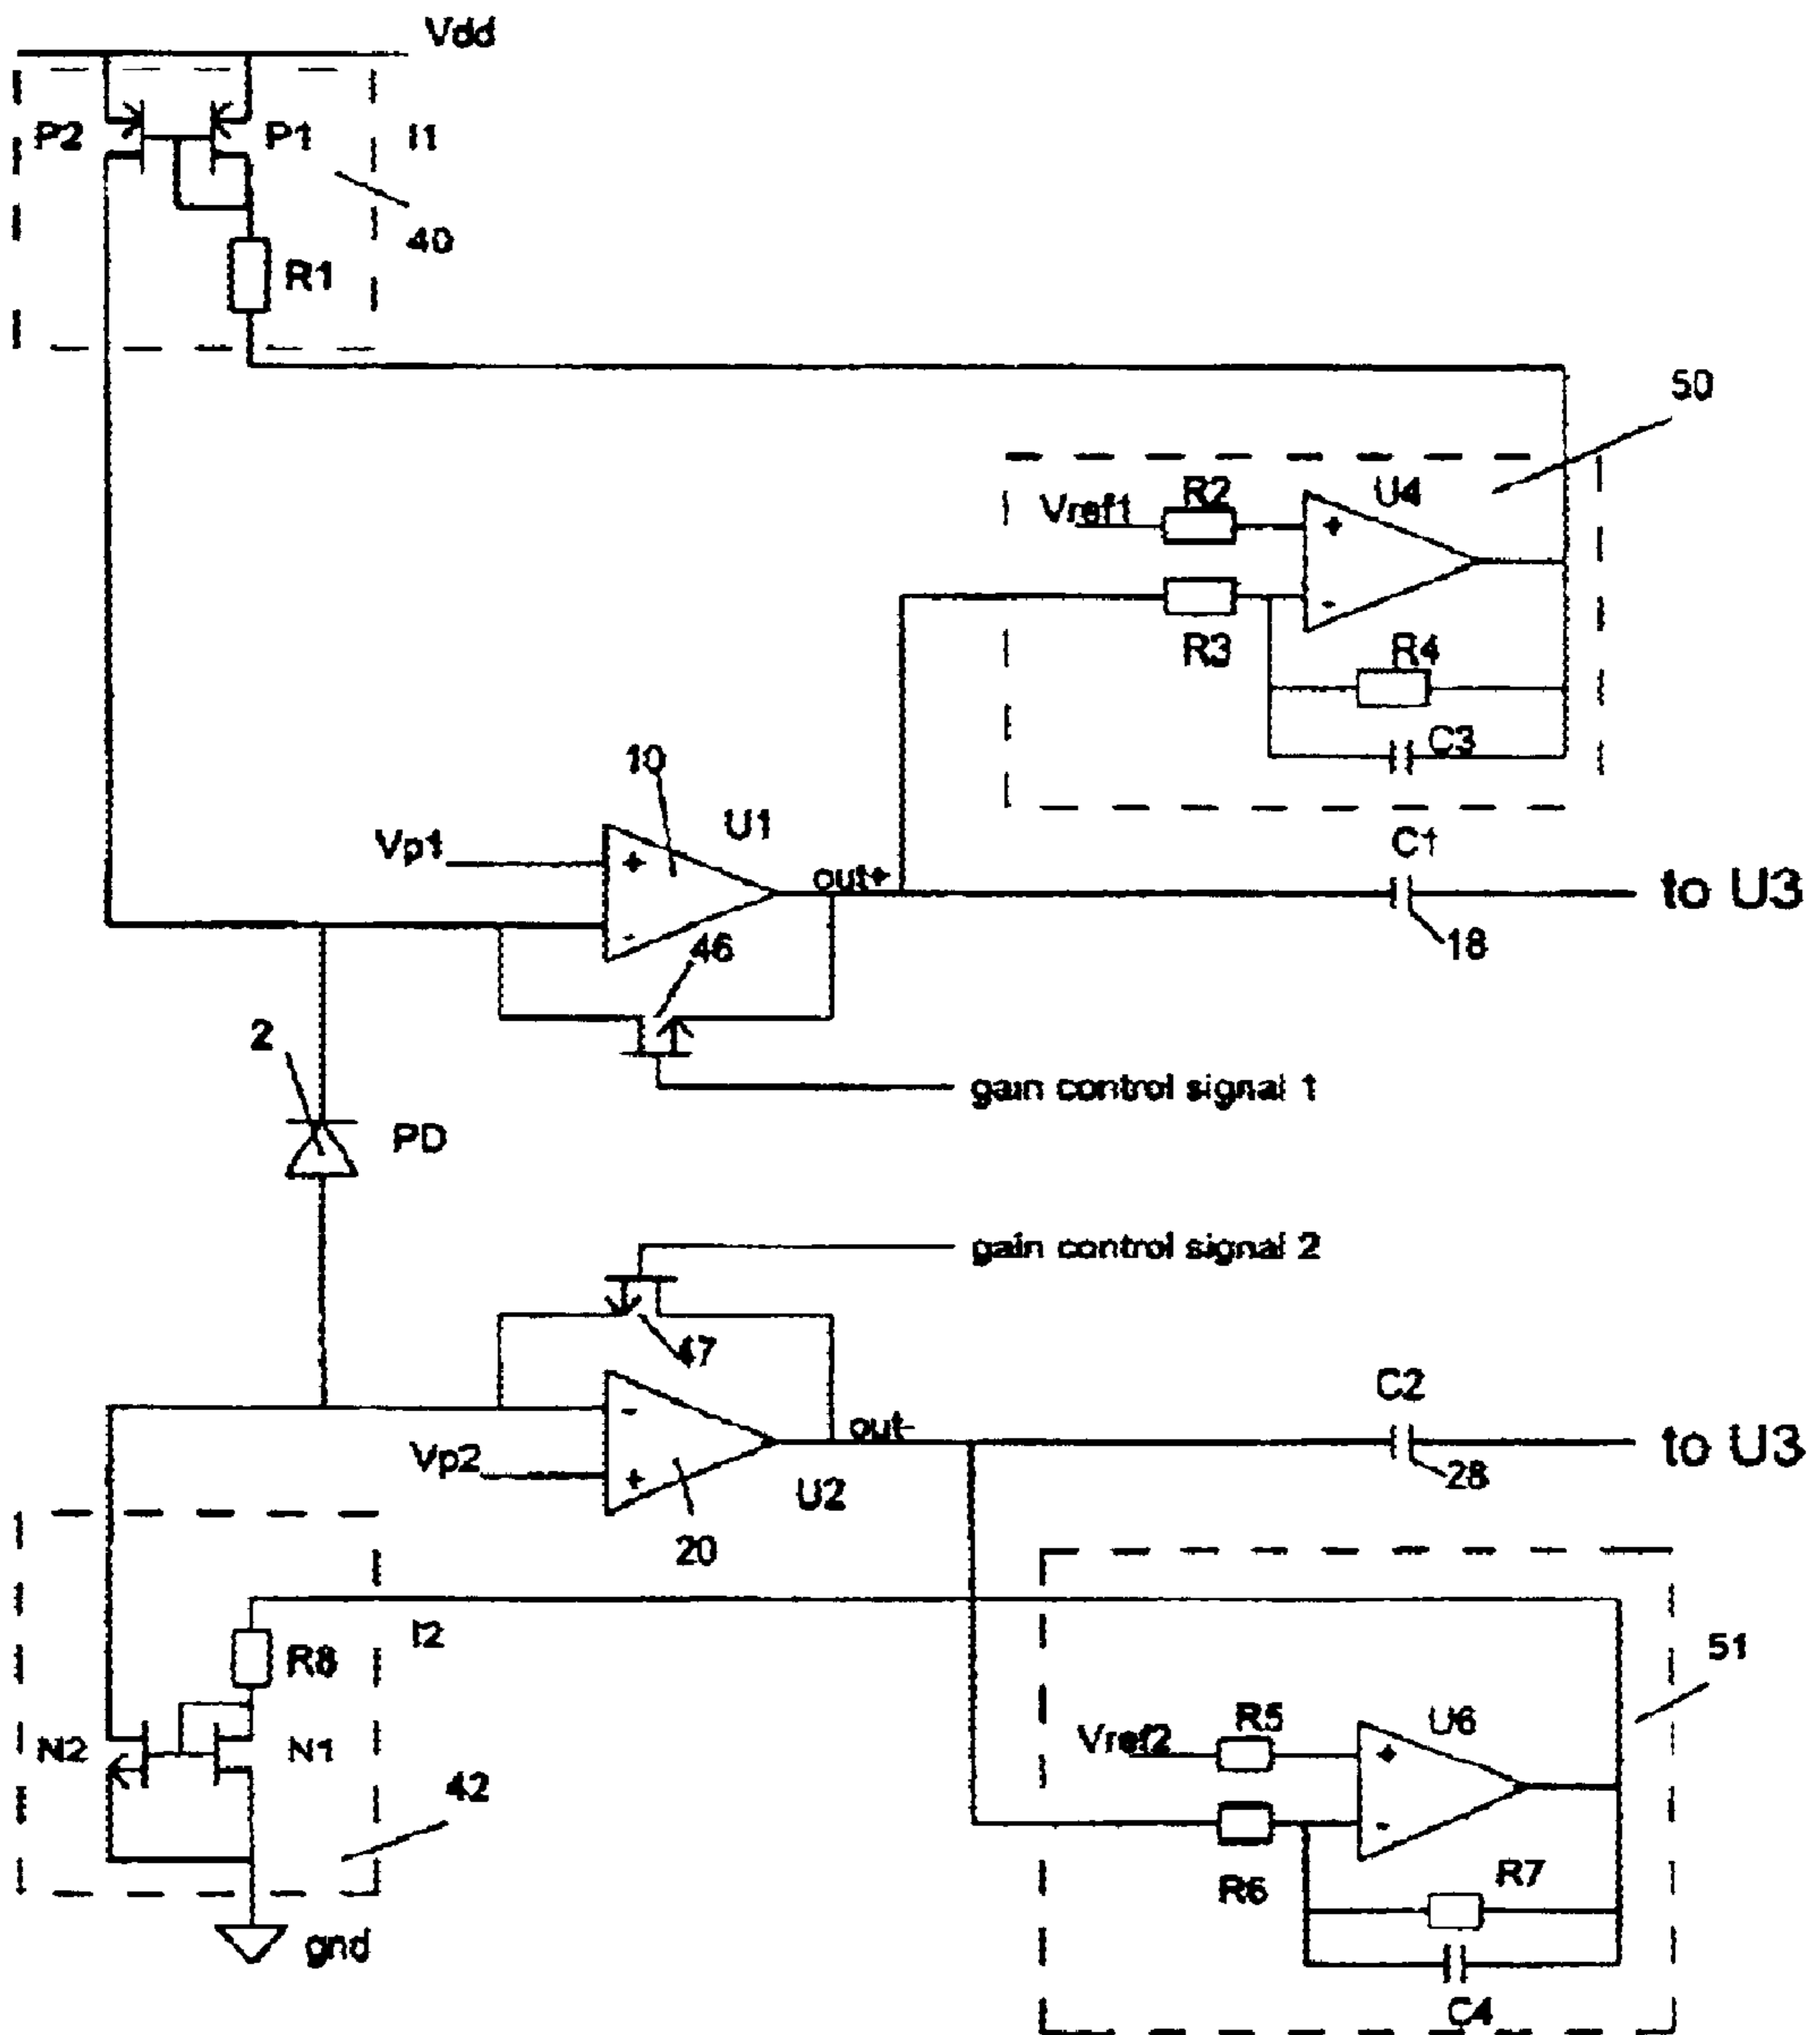 Vdd
P2
P1
I1
40
R1
50
R2
U4
Vref1
+
-
R3
R4
C3
10
U1
C1
Vp1
+
out+
to U3
-
46
18
2
gain control signal 1
PD
gain control signal 2
47
C2
-
out-
to U3
Vp2
+
28
U2
20
I2
R8
51
N2
N1
Vref2
R5
U6
+
42
-
R6
R7
gnd
C4